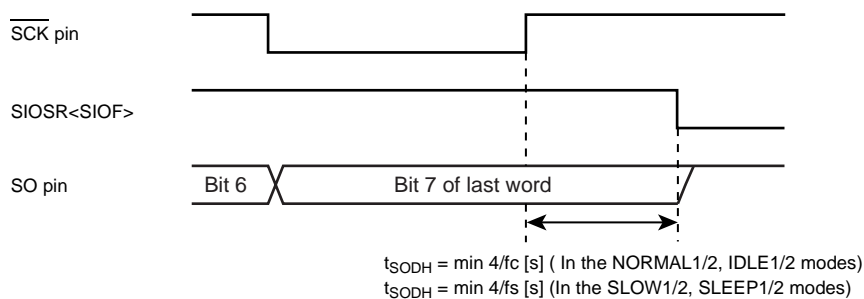 SCK pin
SIOSR<SIOF>
SO pin
Bit 6
Bit 7 of last word
tSODH = min 4/fc [s] ( In the NORMAL1/2, IDLE1/2 modes)
tSODH = min 4/fs [s] (In the SLOW1/2, SLEEP1/2 modes)